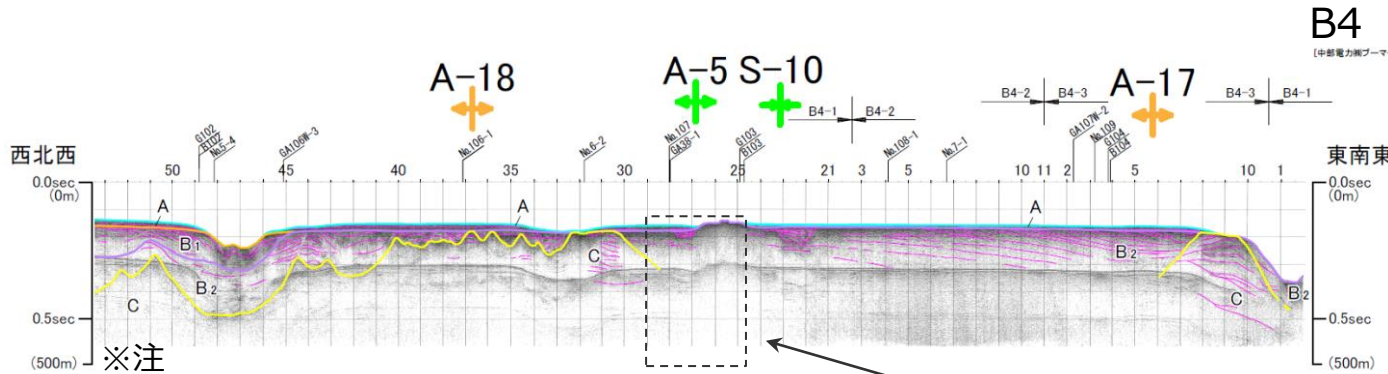 B4
[中部電力㈱ブーマ
A-18
A-5 S-10
A-17
B4-1 B4-2
B4-2 B4-3
B4-3 B4-1
G102
B102
No.5-4
GA106W-3
No.106-1
No.6-2
No.107
GA38-1
G103
B103
No.108-1
No.7-1
GA107W-2
No.109
G104
B104
西北西
東南東
50 45 40 35 30 25 21 3 5 10 11 2 5 10 1
0.0sec
(0m)
0.0sec
(0m)
A A A
B1
B2
C
C
B2
C
B2
0.5sec
0.5sec
(500m)
(500m)
※注